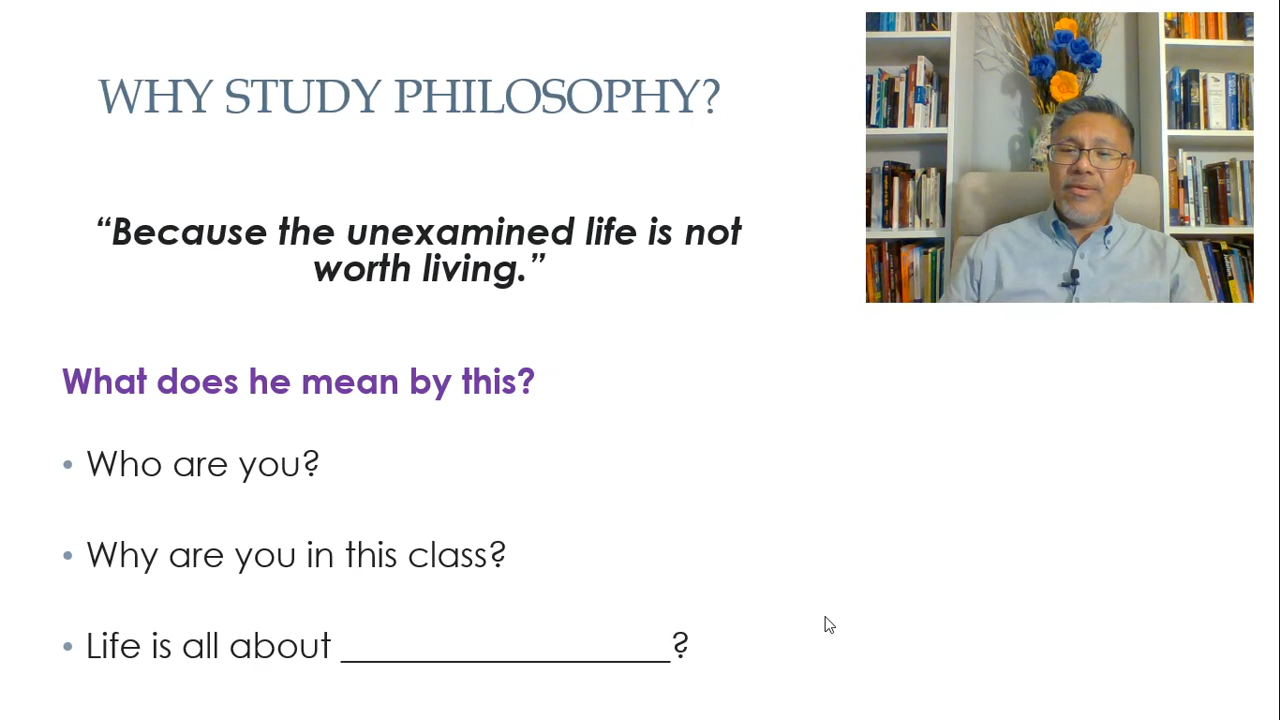 WHY STUDY PHILOSOPHY?
“Because the unexamined life is not
worth living.”
What does he mean by this?
• Who are you?
• Why are you in this class?
• Life is all about __________________?